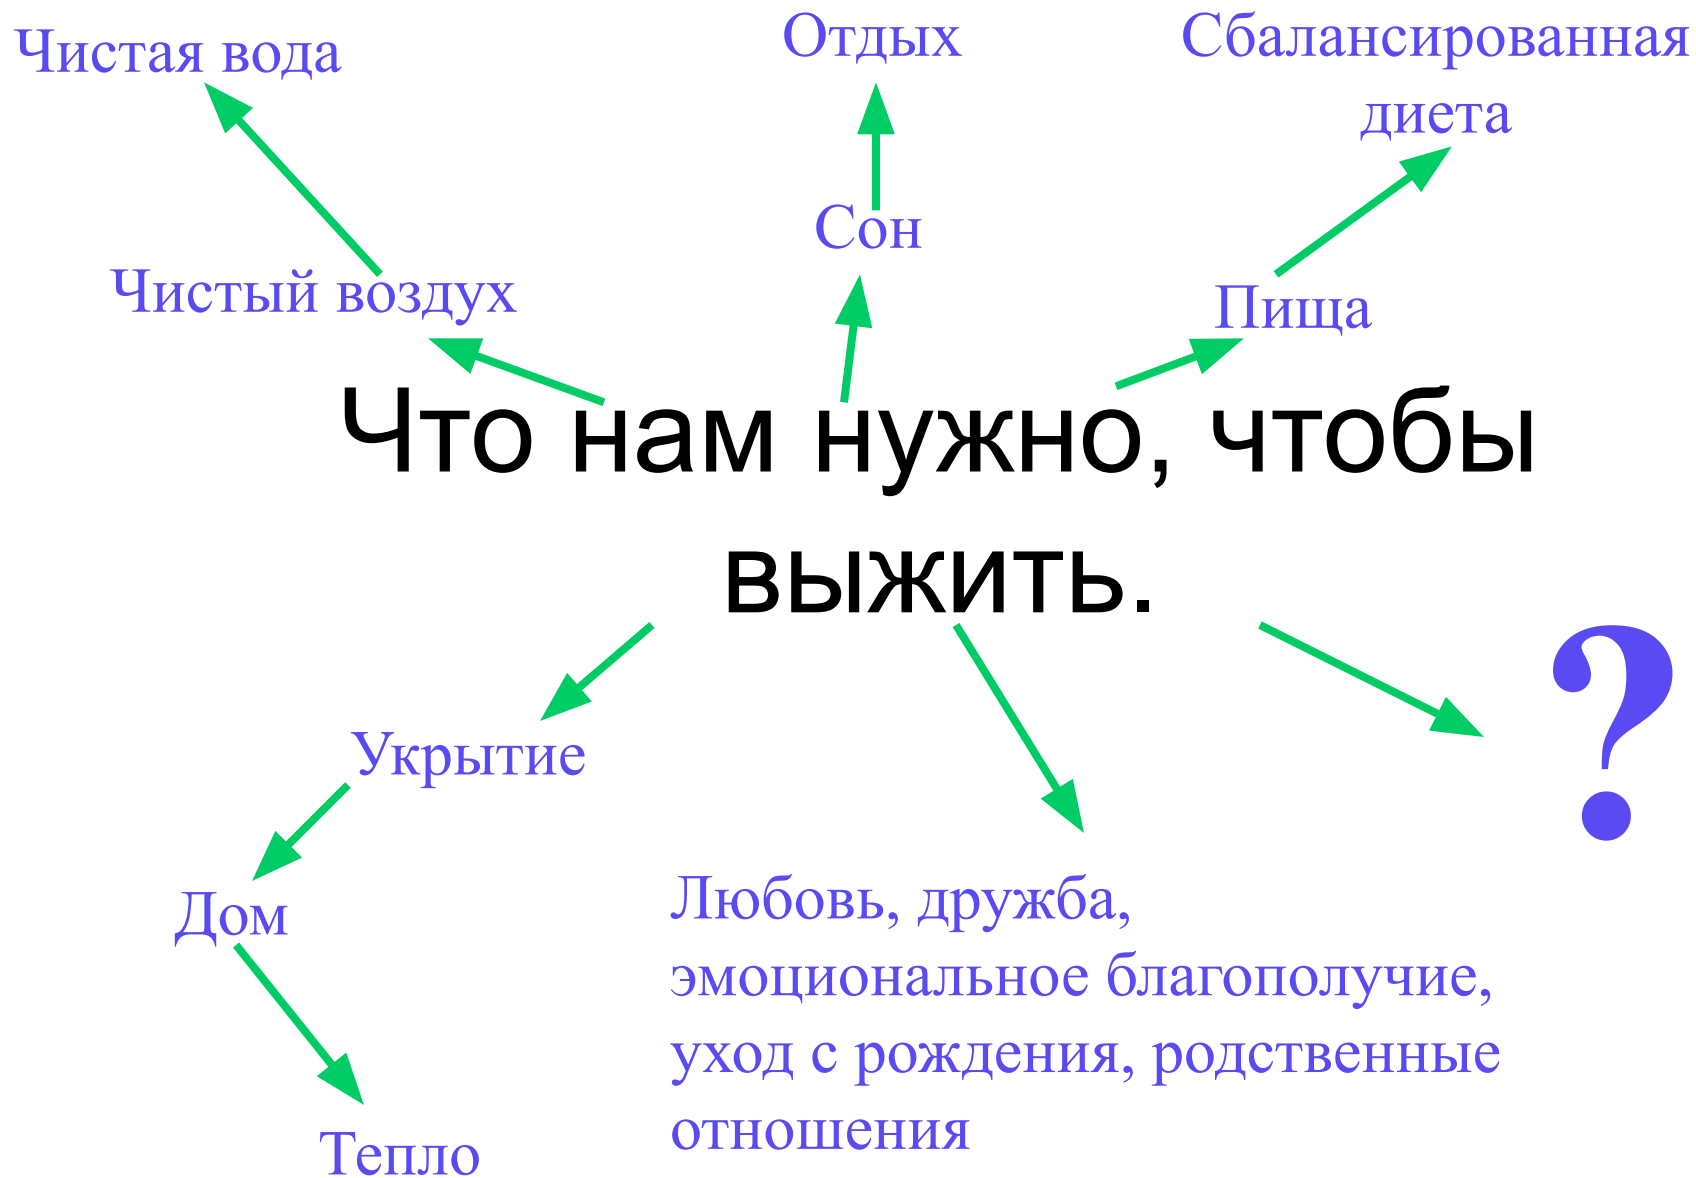 Чистая вода
Отдых
Сбалансированная
диета
Сон
Чистый воздух
Пища
Что нам нужно, чтобы
выжить.
?
Укрытие
Дом
Тепло
Любовь, дружба,
эмоциональное благополучие,
уход с рождения, родственные
отношения